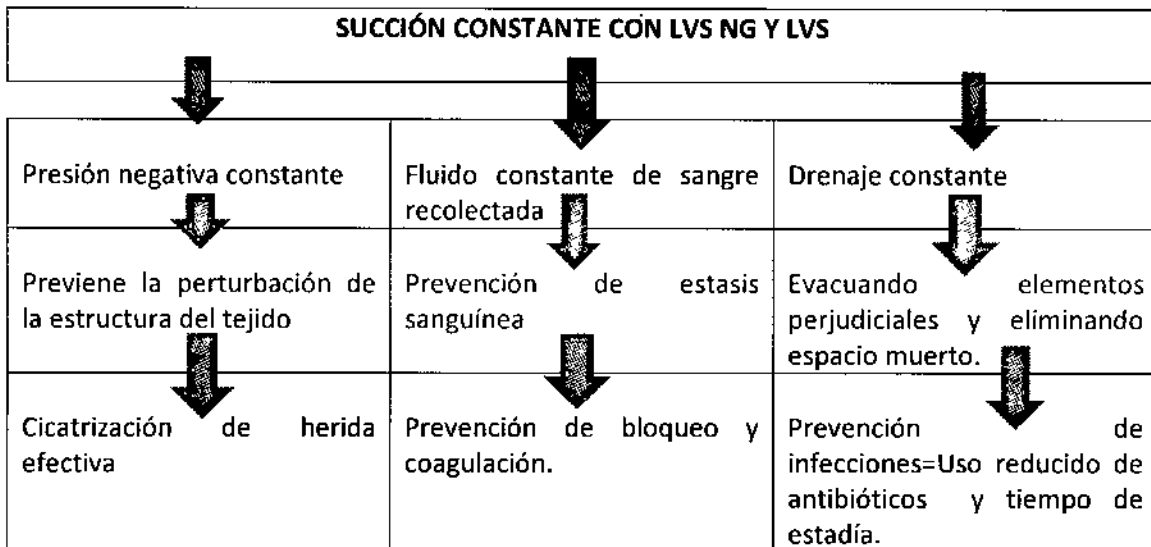 SUCCIÓN CONSTANTE CON LVS NG Y LVS
Presión negativa constante
Fluido constante de sangre
recolectada
Drenaje constante
Previene la perturbación de
la estructura del tejido
Prevención de estasis
sanguínea
Evacuando elementos
perjudiciales y eliminando
espacio muerto.
Cicatrización de herida
efectiva
Prevención de bloqueo y
coagulación.
Prevención de
infecciones=Uso reducido de
antibióticos y tiempo de
estadía.